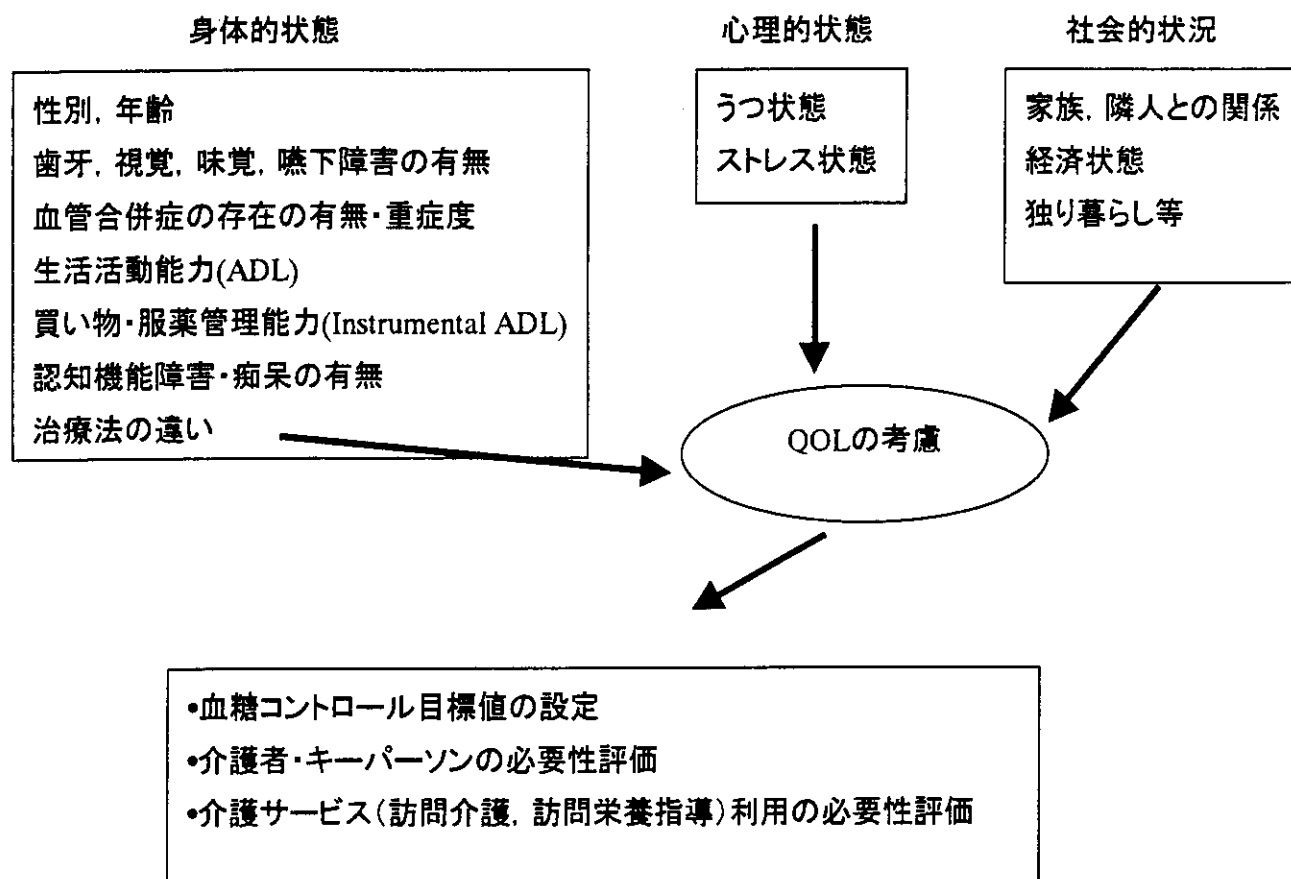 身体的状態
性別, 年齢
歯牙, 視覚, 味覚, 嚥下障害の有無
血管合併症の存在の有無・重症度
生活活動能力(ADL)
買い物・服薬管理能力(Instrumental ADL)
認知機能障害・痴呆の有無
治療法の違い
心理的状態
うつ状態
ストレス状態
社会的状況
家族, 隣人との関係
経済状態
独り暮らし等
QOLの考慮
•血糖コントロール目標値の設定
•介護者・キーパーソンの必要性評価
•介護サービス(訪問介護, 訪問栄養指導)利用の必要性評価